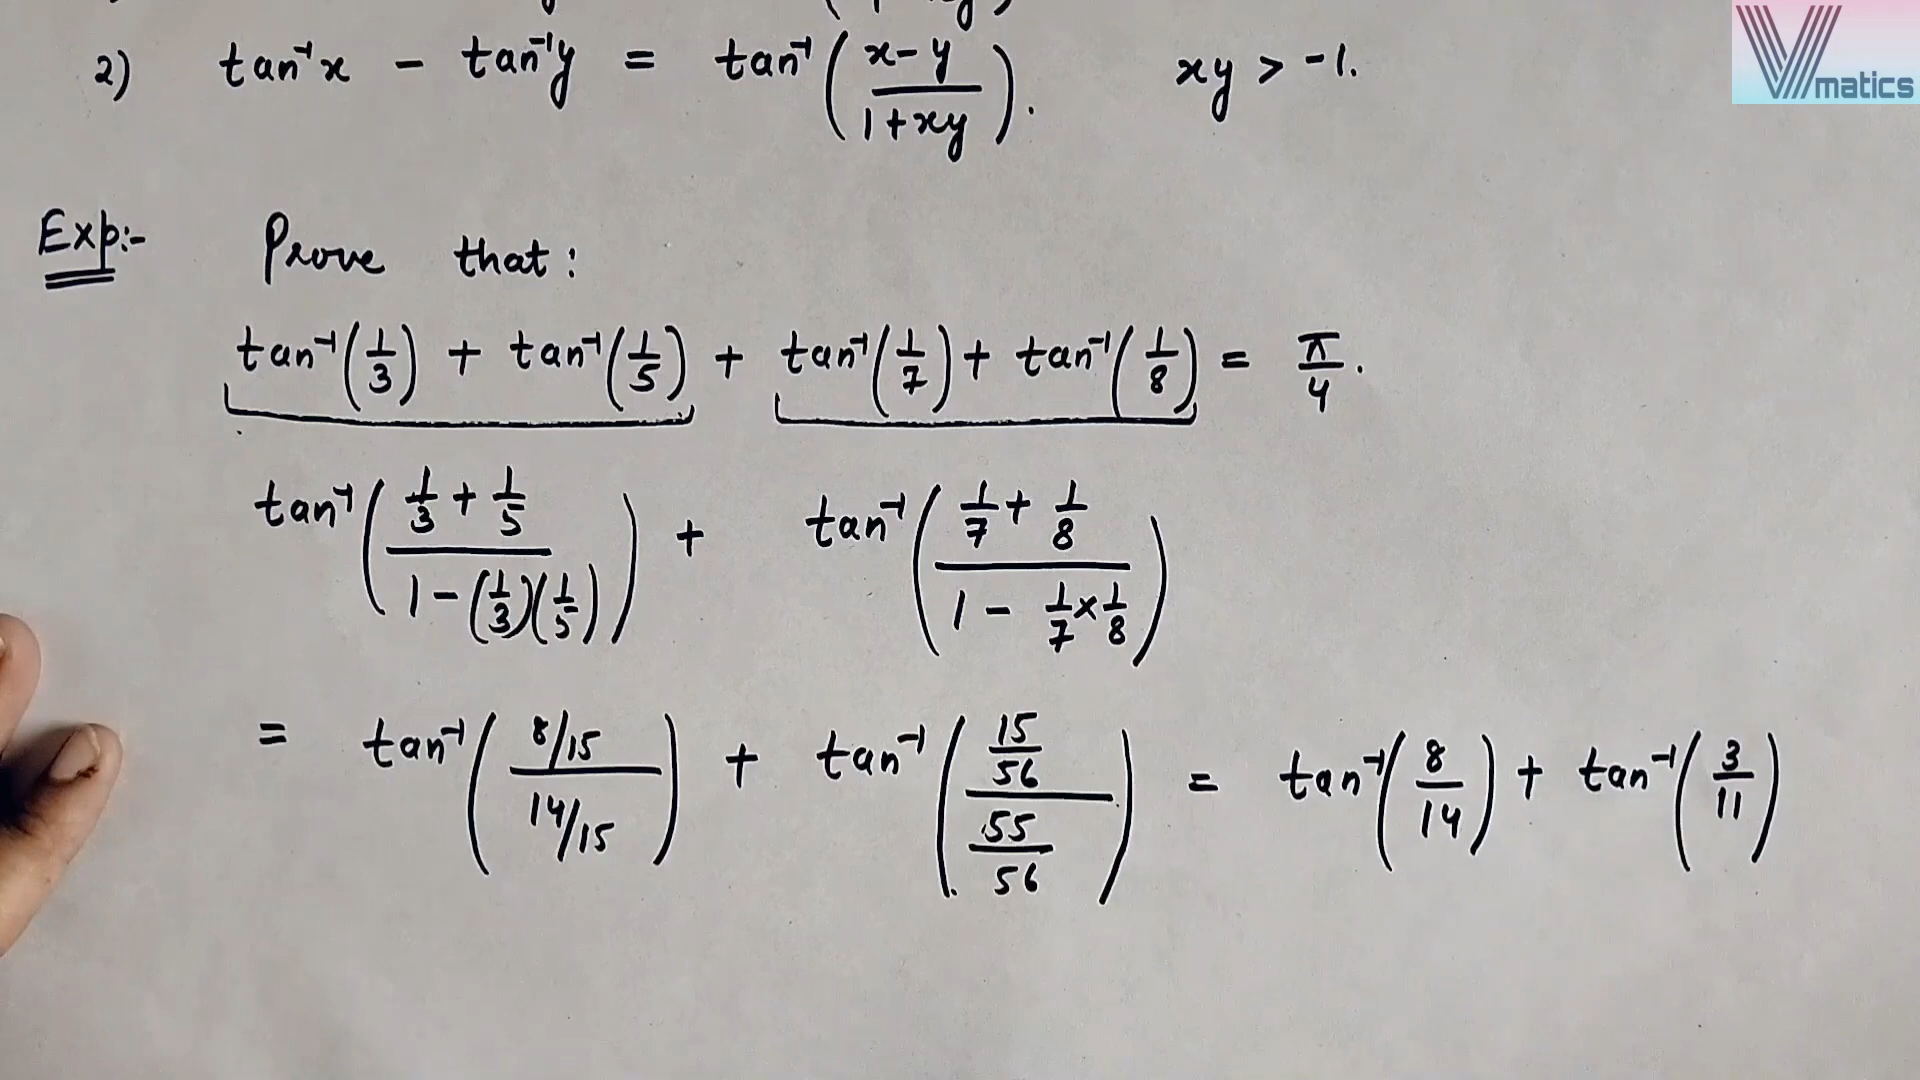 2) tan⁻¹x − tan⁻¹y = tan⁻¹((x−y)/(1+xy)). xy > −1.
Vmatics
Exp:- Prove that:
tan⁻¹(1/3) + tan⁻¹(1/5) + tan⁻¹(1/7) + tan⁻¹(1/8) = π/4.
tan⁻¹((1/3 + 1/5)/(1−(1/3)(1/5))) + tan⁻¹((1/7 + 1/8)/(1 − 1/7×1/8))
= tan⁻¹((8/15)/(14/15)) + tan⁻¹((15/56)/(55/56)) = tan⁻¹(8/14) + tan⁻¹(3/11)